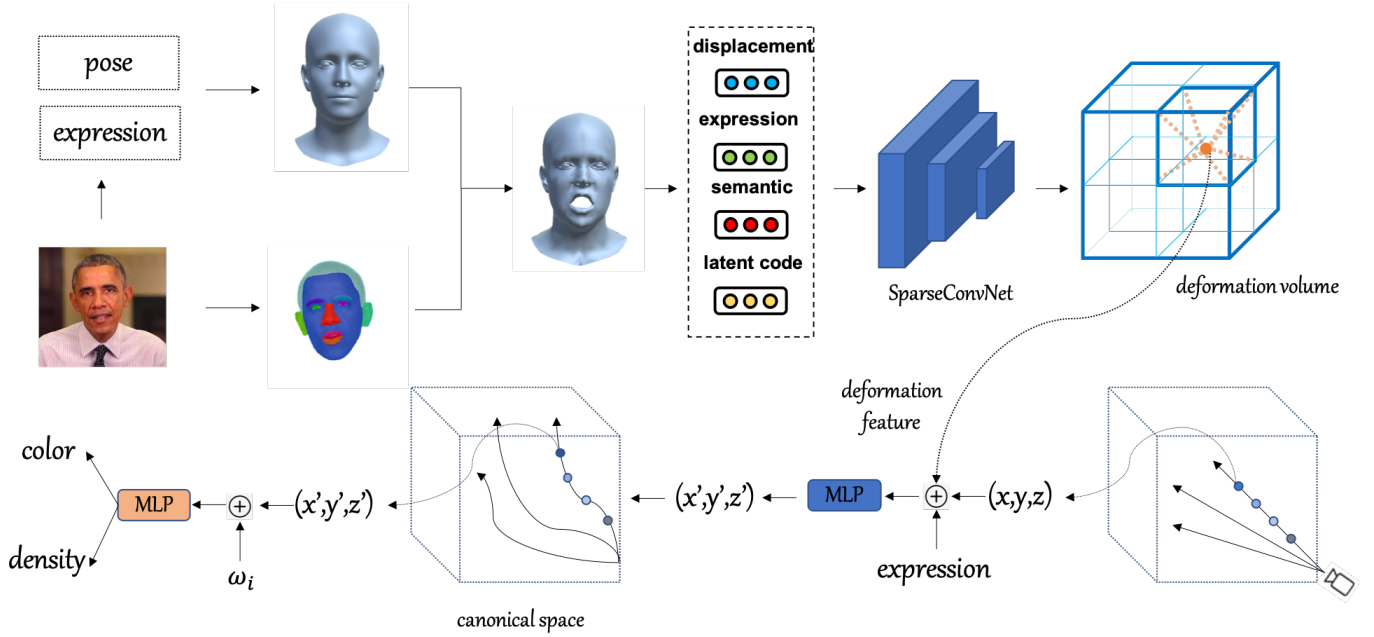 pose
expression
displacement
expression
semantic
latent code
SparseConvNet
deformation volume
deformation
feature
color
density
MLP
ω_i
(x',y',z')
canonical space
(x',y',z')
MLP
expression
(x,y,z)